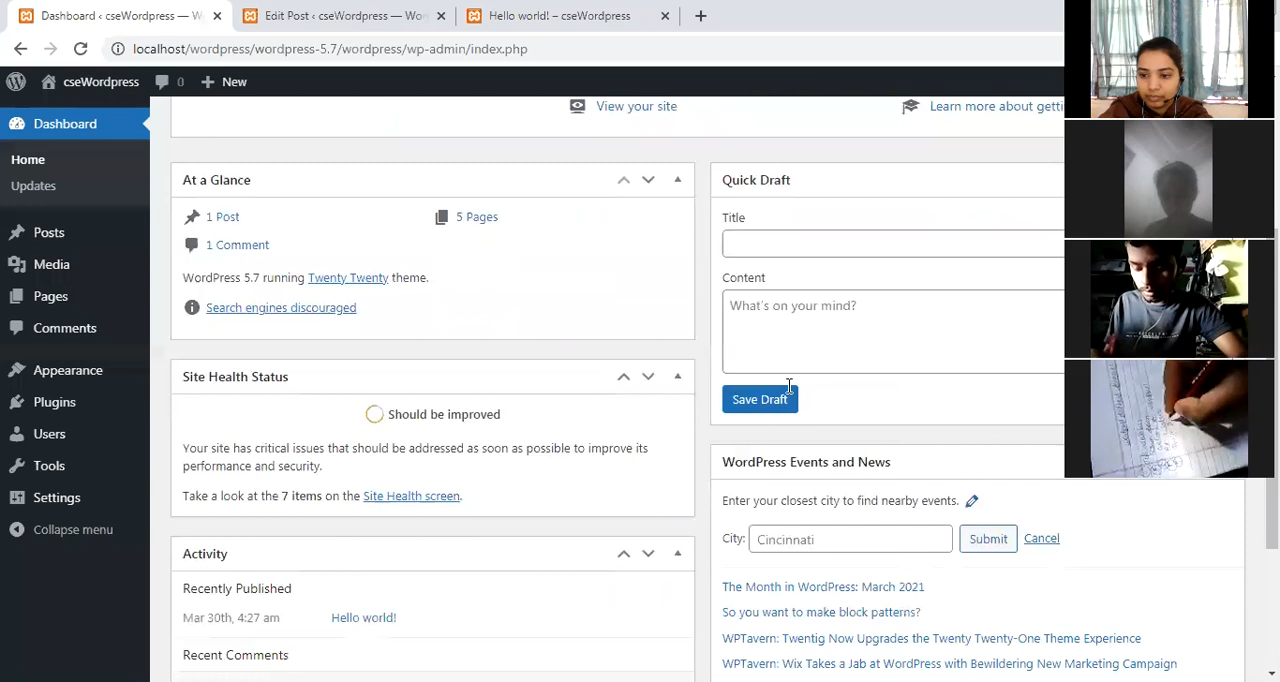 Dashboard ‹ cseWordpress — W
Edit Post ‹ cseWordpress — Wor
Hello world! – cseWordpress
localhost/wordpress/wordpress-5.7/wordpress/wp-admin/index.php
cseWordpress
0
New
Dashboard
Home
Updates
Posts
Media
Pages
Comments
Appearance
Plugins
Users
Tools
Settings
Collapse menu
View your site
Learn more about getti
At a Glance
1 Post
5 Pages
1 Comment
WordPress 5.7 running Twenty Twenty theme.
Search engines discouraged
Site Health Status
Should be improved
Your site has critical issues that should be addressed as soon as possible to improve its
performance and security.
Take a look at the 7 items on the Site Health screen.
Activity
Recently Published
Mar 30th, 4:27 am
Hello world!
Recent Comments
Quick Draft
Title
Content
What's on your mind?
Save Draft
WordPress Events and News
Enter your closest city to find nearby events.
City:
Cincinnati
Submit
Cancel
The Month in WordPress: March 2021
So you want to make block patterns?
WPTavern: Twentig Now Upgrades the Twenty Twenty-One Theme Experience
WPTavern: Wix Takes a Jab at WordPress with Bewildering New Marketing Campaign